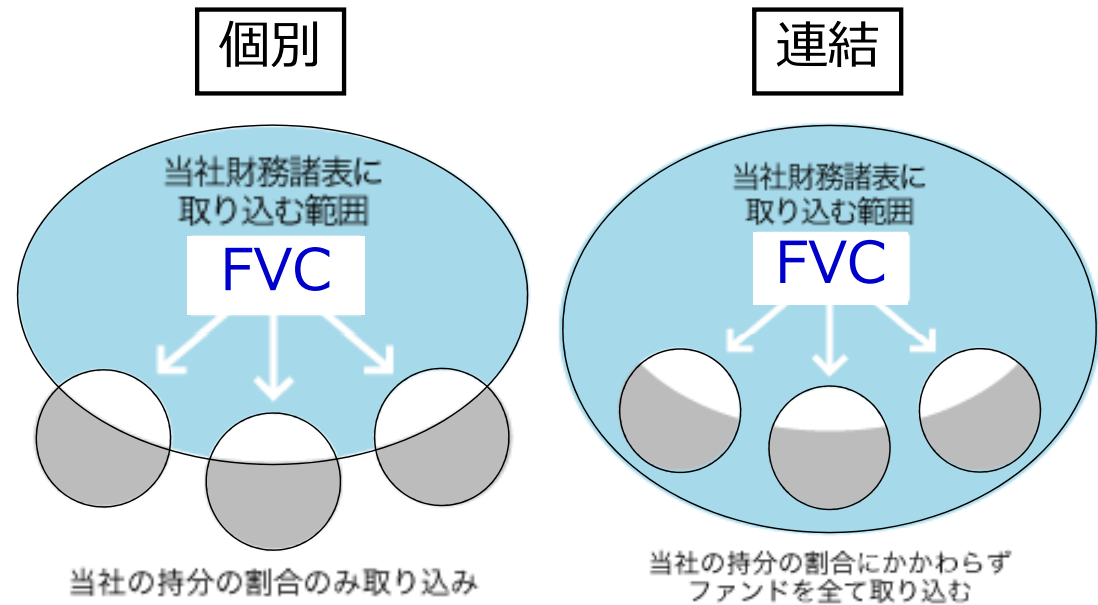 個別
当社財務諸表に
取り込む範囲
FVC
当社の持分の割合のみ取り込み
連結
当社財務諸表に
取り込む範囲
FVC
当社の持分の割合にかかわらず
ファンドを全て取り込む